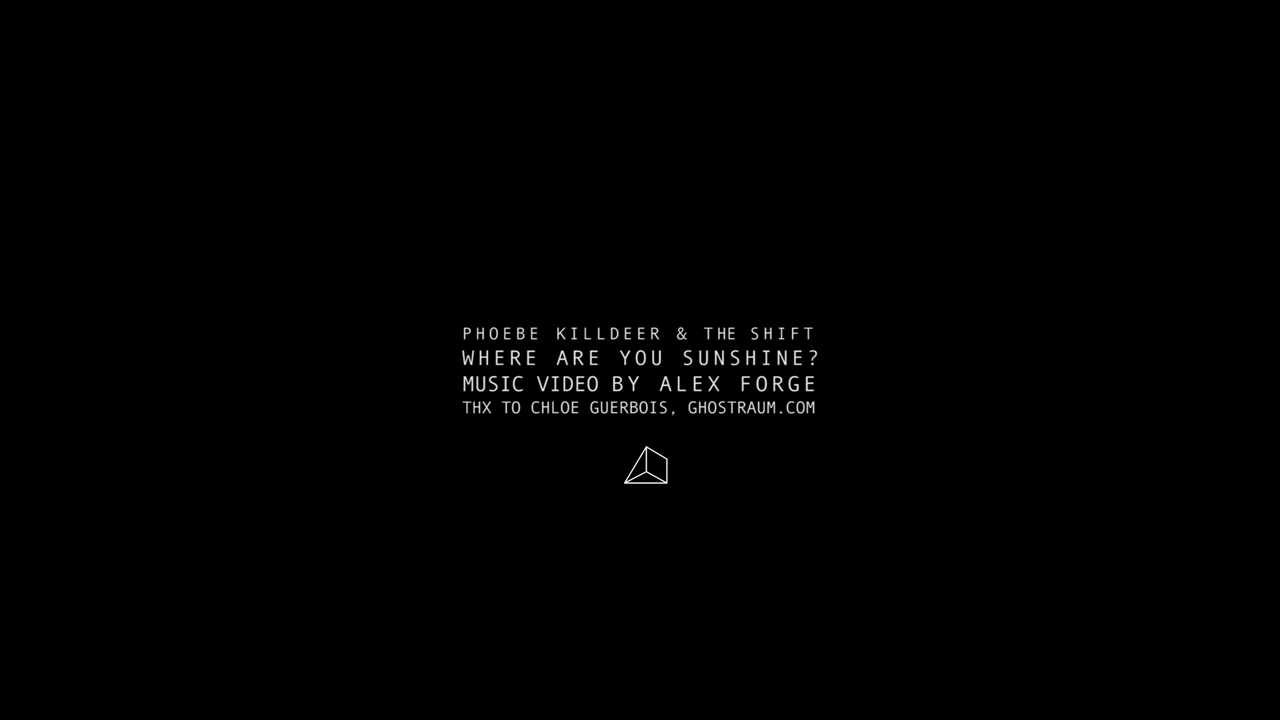 PHOEBE KILLDEER & THE SHIFT
WHERE ARE YOU SUNSHINE?
MUSIC VIDEO BY ALEX FORGE
THX TO CHLOE GUERBOIS, GHOSTRAUM.COM